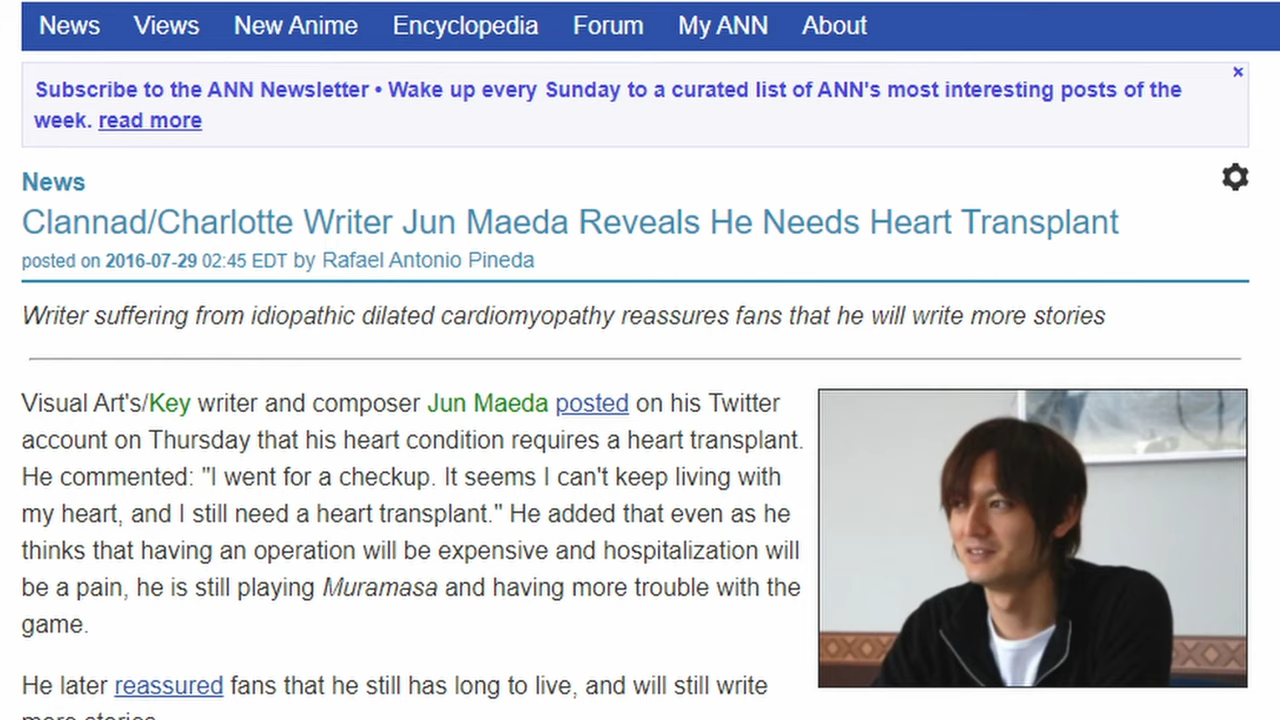 News Views New Anime Encyclopedia Forum My ANN About
Subscribe to the ANN Newsletter • Wake up every Sunday to a curated list of ANN's most interesting posts of the
week. read more
News
Clannad/Charlotte Writer Jun Maeda Reveals He Needs Heart Transplant
posted on 2016-07-29 02:45 EDT by Rafael Antonio Pineda
Writer suffering from idiopathic dilated cardiomyopathy reassures fans that he will write more stories
Visual Art's/Key writer and composer Jun Maeda posted on his Twitter
account on Thursday that his heart condition requires a heart transplant.
He commented: "I went for a checkup. It seems I can't keep living with
my heart, and I still need a heart transplant." He added that even as he
thinks that having an operation will be expensive and hospitalization will
be a pain, he is still playing Muramasa and having more trouble with the
game.
He later reassured fans that he still has long to live, and will still write
more stories.